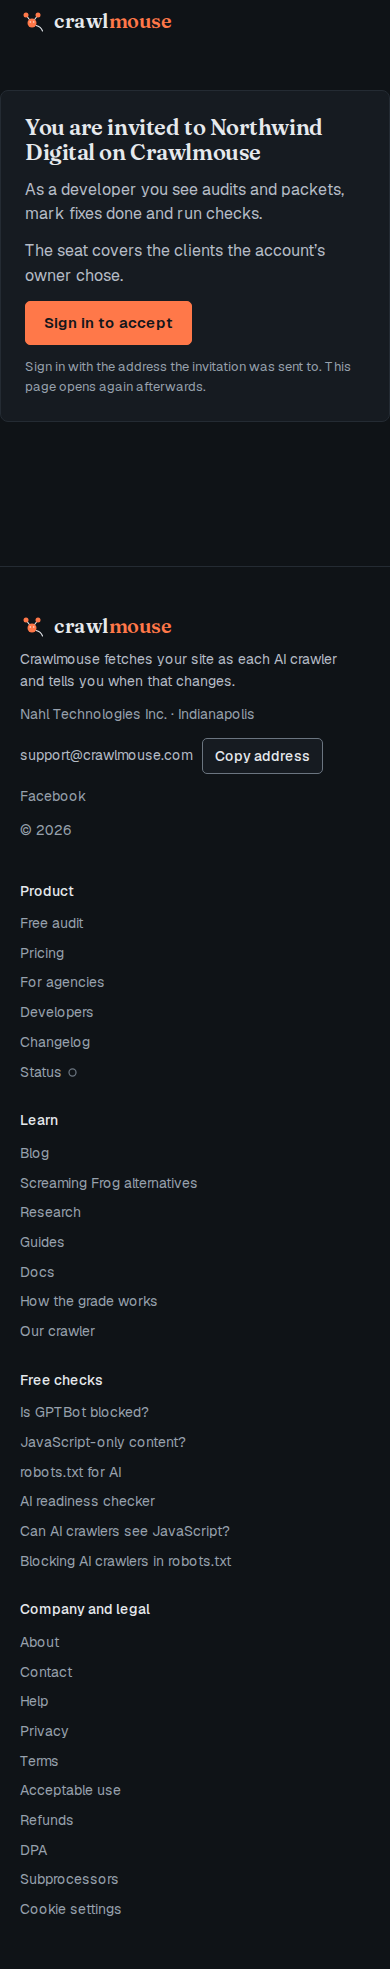 crawlmouse
You are invited to Northwind
Digital on Crawlmouse
As a developer you see audits and packets,
mark fixes done and run checks.
The seat covers the clients the account's
owner chose.
Sign in to accept
Sign in with the address the invitation was sent to. This
page opens again afterwards.
crawlmouse
Crawlmouse fetches your site as each AI crawler
and tells you when that changes.
Nahl Technologies Inc. · Indianapolis
support@crawlmouse.com Copy address
Facebook
© 2026
Product
Free audit
Pricing
For agencies
Developers
Changelog
Status
Learn
Blog
Screaming Frog alternatives
Research
Guides
Docs
How the grade works
Our crawler
Free checks
Is GPTBot blocked?
JavaScript-only content?
robots.txt for AI
AI readiness checker
Can AI crawlers see JavaScript?
Blocking AI crawlers in robots.txt
Company and legal
About
Contact
Help
Privacy
Terms
Acceptable use
Refunds
DPA
Subprocessors
Cookie settings